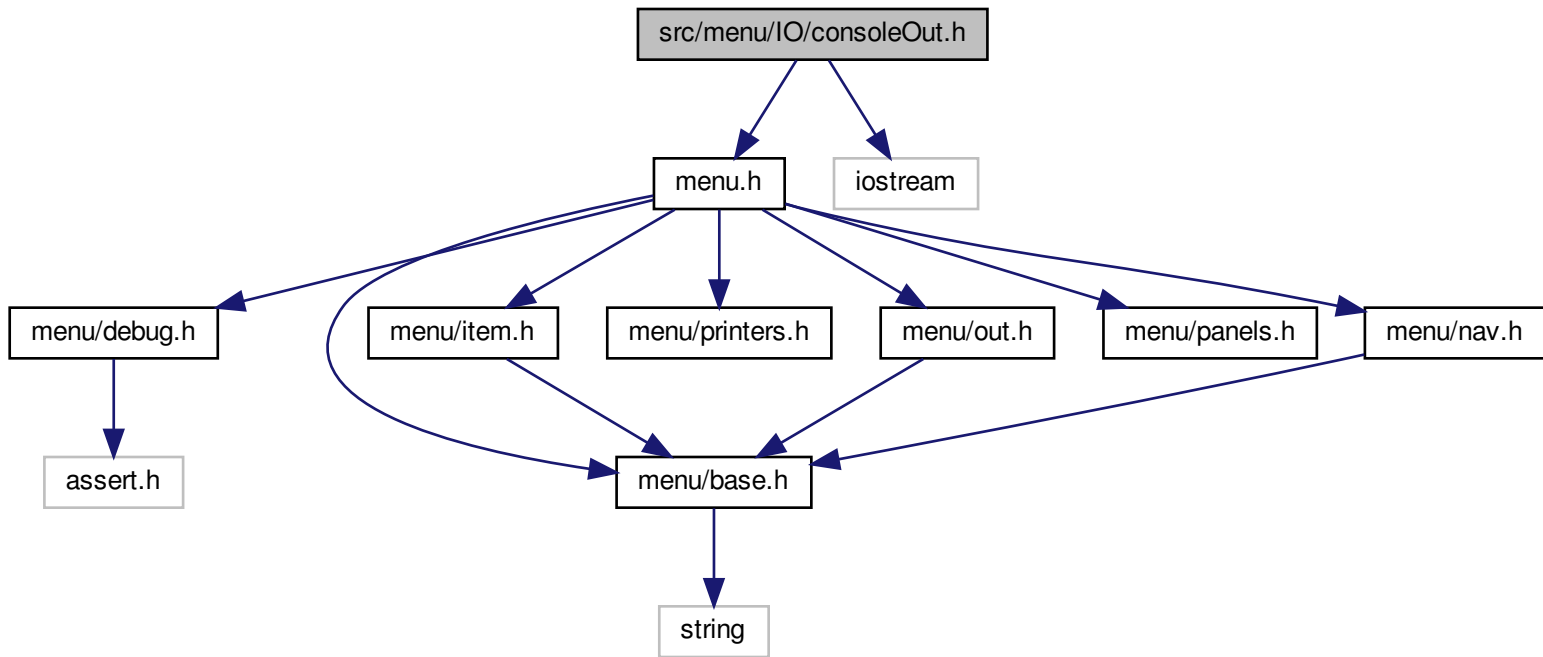 src/menu/IO/consoleOut.h
menu.h
iostream
menu/debug.h
menu/item.h
menu/printers.h
menu/out.h
menu/panels.h
menu/nav.h
assert.h
menu/base.h
string